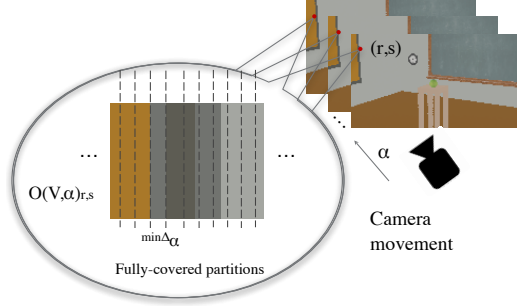 (r,s)
...
α
... ...
O(V,α)r,s
Camera
movement
minΔα
Fully-covered partitions